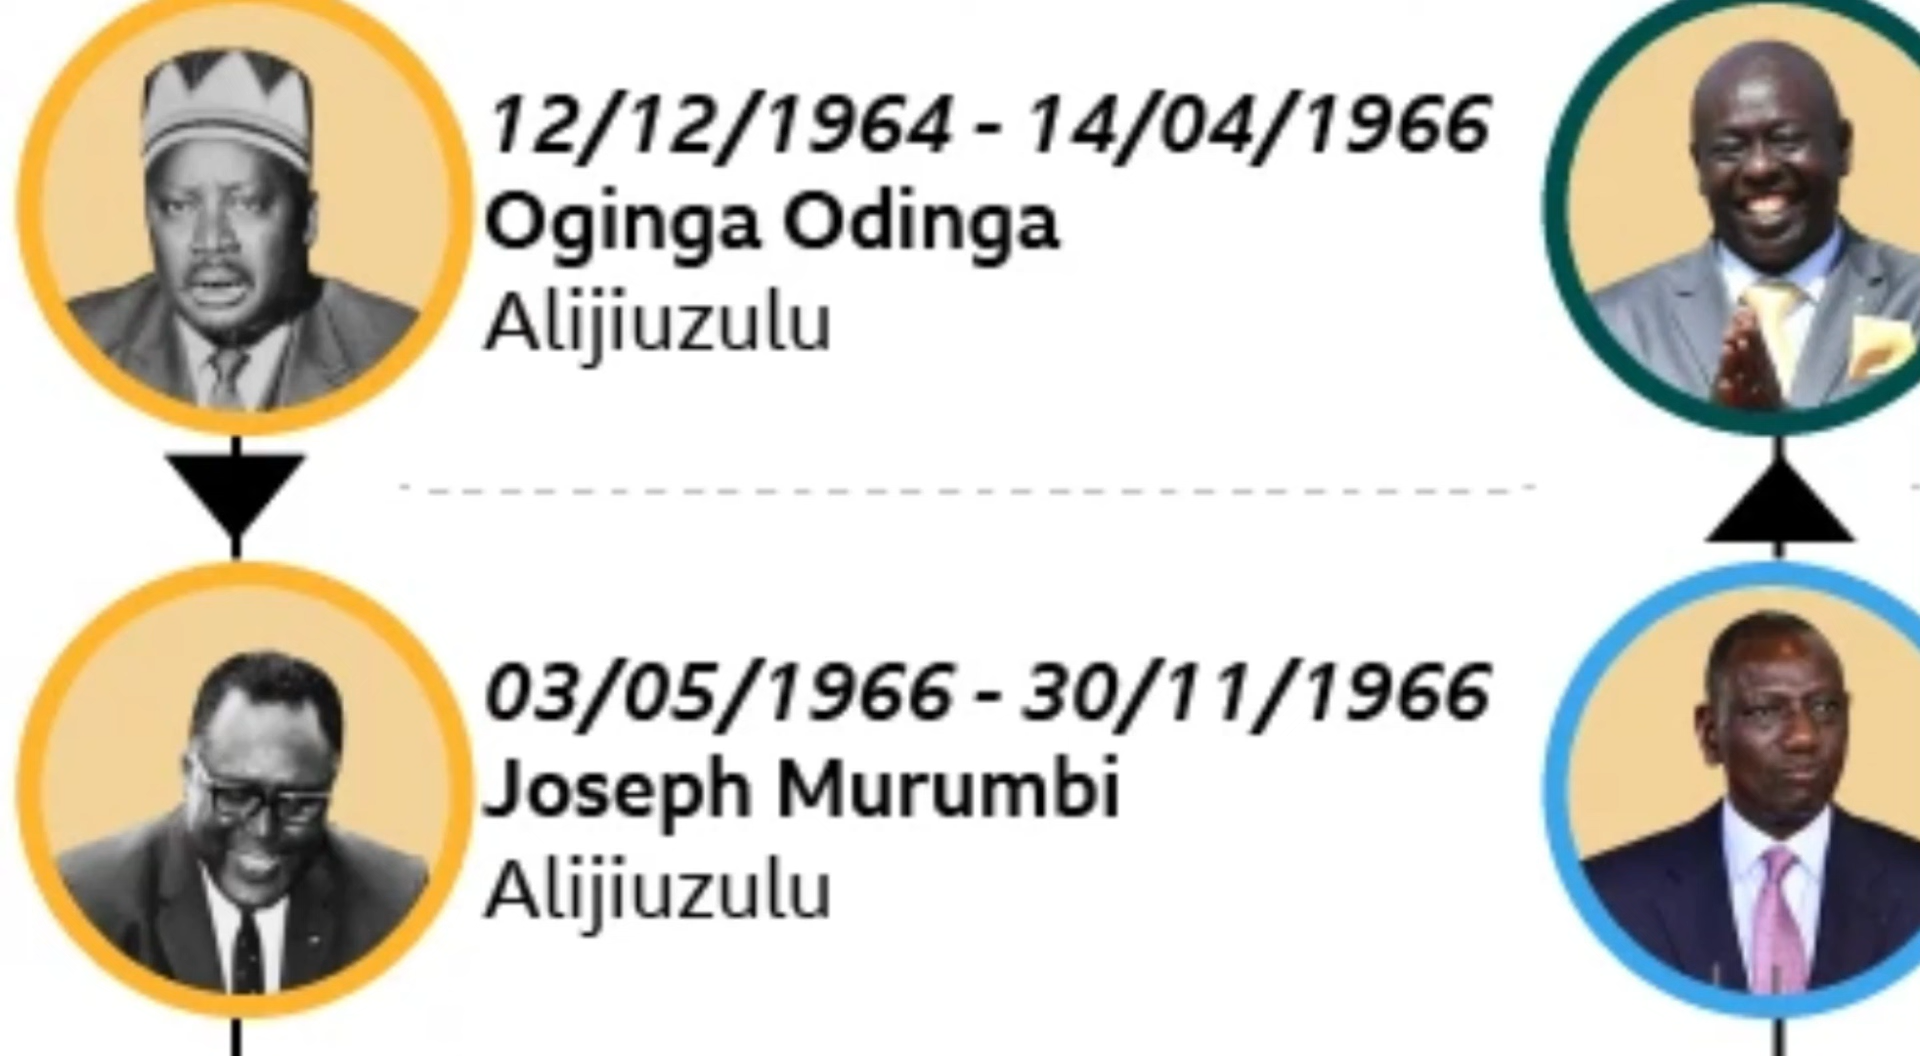 12/12/1964 - 14/04/1966
Oginga Odinga
Alijiuzulu
03/05/1966 - 30/11/1966
Joseph Murumbi
Alijiuzulu